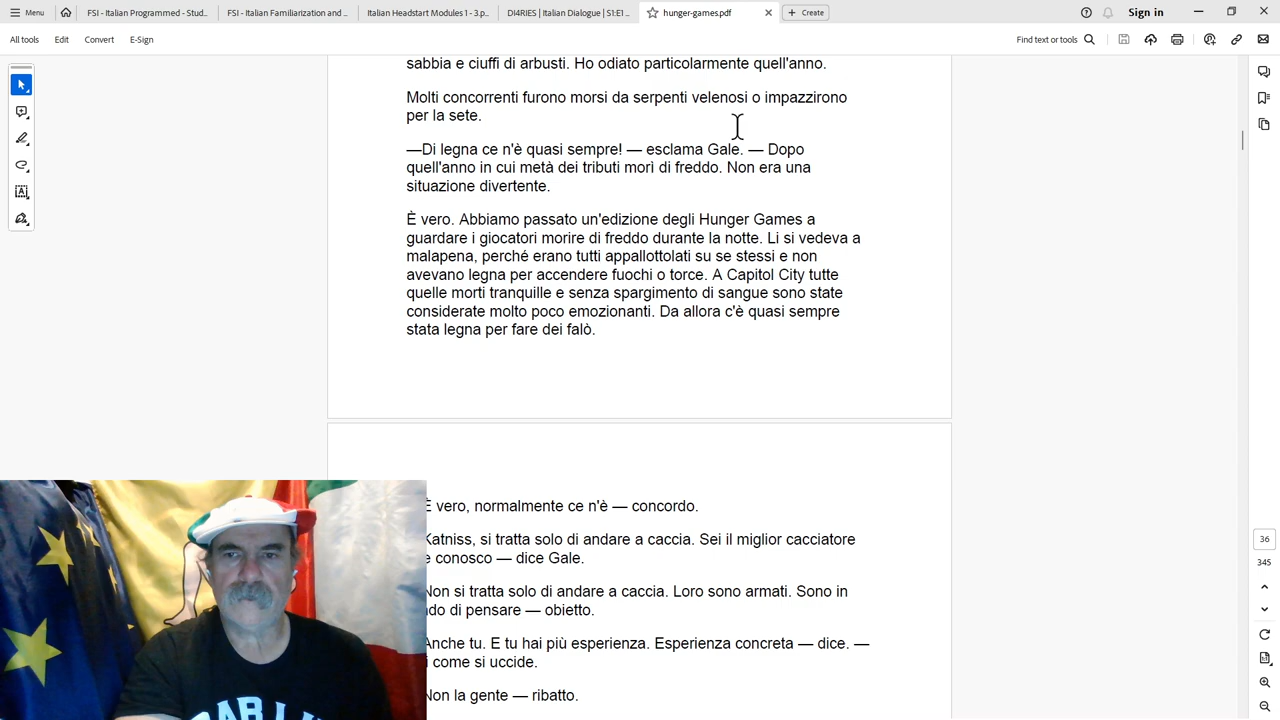 Menu
FSI - Italian Programmed - Stud...
FSI - Italian Familiarization and ...
Italian Headstart Modules 1 - 3.p...
DI4RIES | Italian Dialogue | S1:E1 ...
hunger-games.pdf
Create
Sign in
All tools
Edit
Convert
E-Sign
Find text or tools
sabbia e ciuffi di arbusti. Ho odiato particolarmente quell'anno.
Molti concorrenti furono morsi da serpenti velenosi o impazzirono
per la sete.
—Di legna ce n'è quasi sempre! — esclama Gale. — Dopo
quell'anno in cui metà dei tributi morì di freddo. Non era una
situazione divertente.
È vero. Abbiamo passato un'edizione degli Hunger Games a
guardare i giocatori morire di freddo durante la notte. Li si vedeva a
malapena, perché erano tutti appallottolati su se stessi e non
avevano legna per accendere fuochi o torce. A Capitol City tutte
quelle morti tranquille e senza spargimento di sangue sono state
considerate molto poco emozionanti. Da allora c'è quasi sempre
stata legna per fare dei falò.
È vero, normalmente ce n'è — concordo.
Katniss, si tratta solo di andare a caccia. Sei il miglior cacciatore
conosco — dice Gale.
Non si tratta solo di andare a caccia. Loro sono armati. Sono in
do di pensare — obietto.
Anche tu. E tu hai più esperienza. Esperienza concreta — dice. —
i come si uccide.
Non la gente — ribatto.
36
345